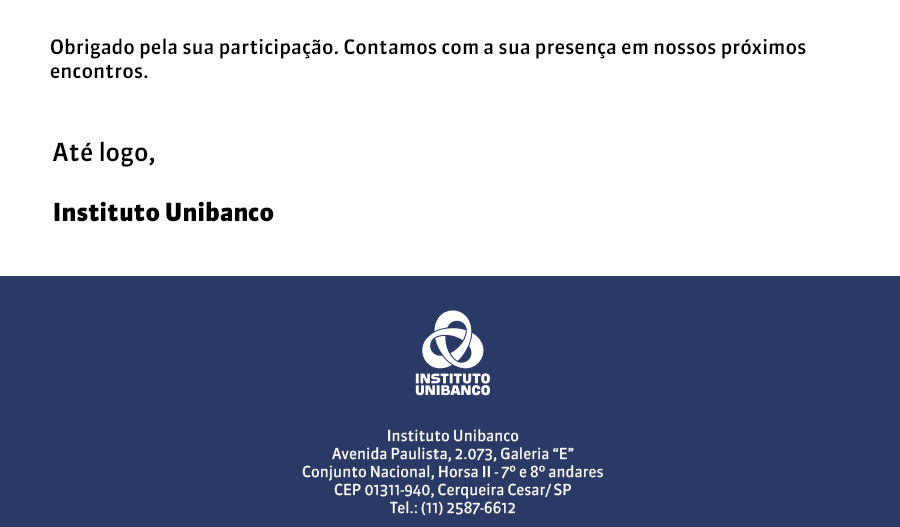 Obrigado pela sua participação. Contamos com a sua presença em nossos próximos
encontros.
Até logo,
Instituto Unibanco
INSTITUTO
UNIBANCO
Instituto Unibanco
Avenida Paulista, 2.073, Galeria “E”
Conjunto Nacional, Horsa II - 7º e 8º andares
CEP 01311-940, Cerqueira Cesar/ SP
Tel.: (11) 2587-6612